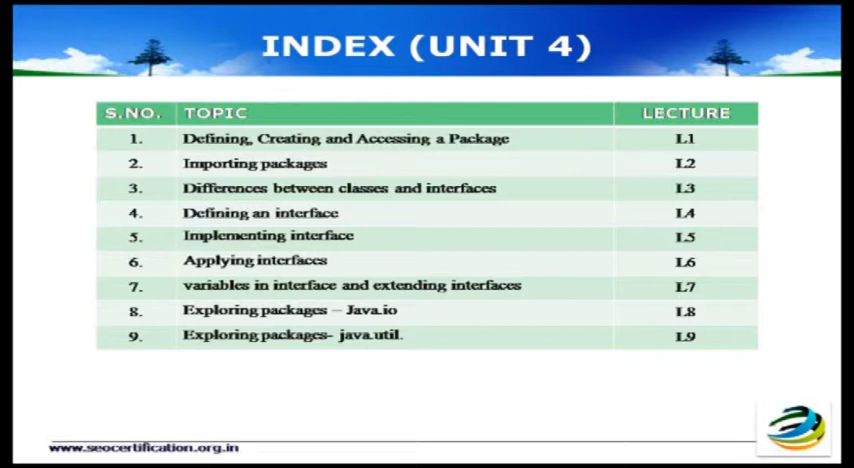 INDEX (UNIT 4)
S.NO. TOPIC LECTURE
1. Defining, Creating and Accessing a Package L1
2. Importing packages L2
3. Differences between classes and interfaces L3
4. Defining an interface L4
5. Implementing interface L5
6. Applying interfaces L6
7. variables in interface and extending interfaces L7
8. Exploring packages – Java.io L8
9. Exploring packages- java.util. L9
www.seocertification.org.in